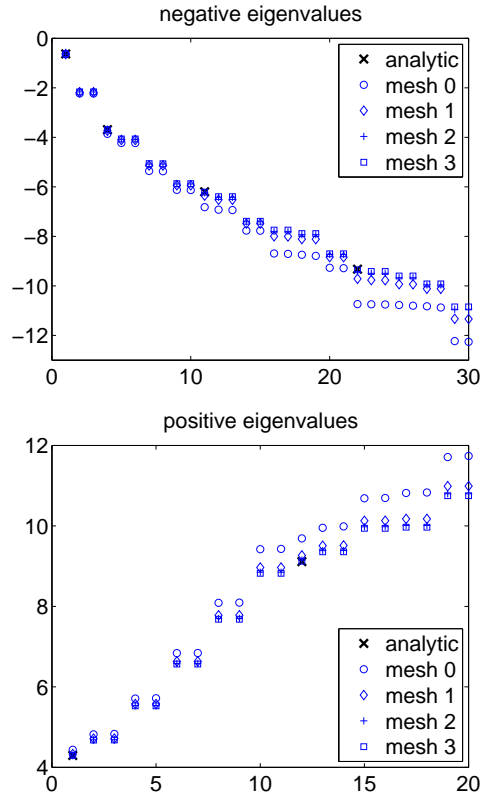 negative eigenvalues
0
−2
−4
−6
−8
−10
−12
0
10
20
30
analytic
mesh 0
mesh 1
mesh 2
mesh 3
positive eigenvalues
12
10
8
6
4
0
5
10
15
20
analytic
mesh 0
mesh 1
mesh 2
mesh 3